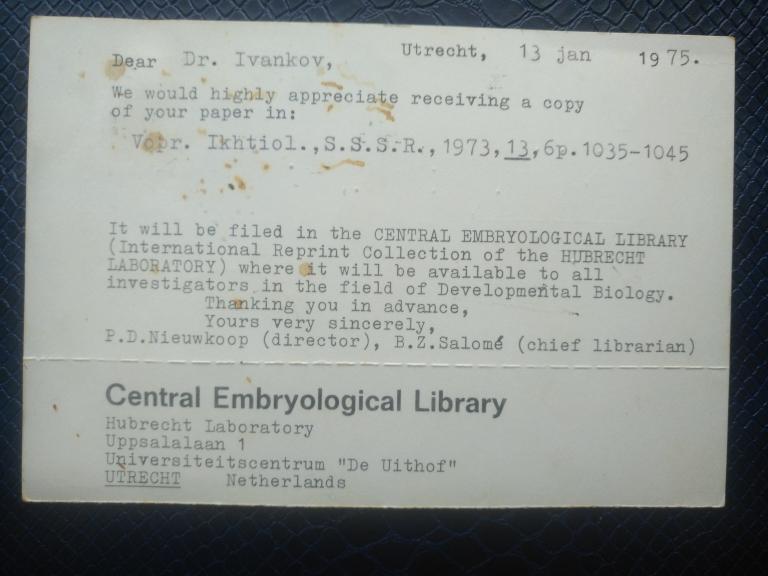 Dear Dr. Ivankov, Utrecht, 13 jan 1975.
We would highly appreciate receiving a copy
of your paper in:
Vopr. Ikhtiol.,S.S.S.R.,1973,13,6p.1035-1045
It will be filed in the CENTRAL EMBRYOLOGICAL LIBRARY
(International Reprint Collection of the HUBRECHT
LABORATORY) where it will be available to all
investigators in the field of Developmental Biology.
Thanking you in advance,
Yours very sincerely,
P.D.Nieuwkoop (director), B.Z.Salomé (chief librarian)
Central Embryological Library
Hubrecht Laboratory
Uppsalalaan 1
Universiteitscentrum "De Uithof"
UTRECHT Netherlands